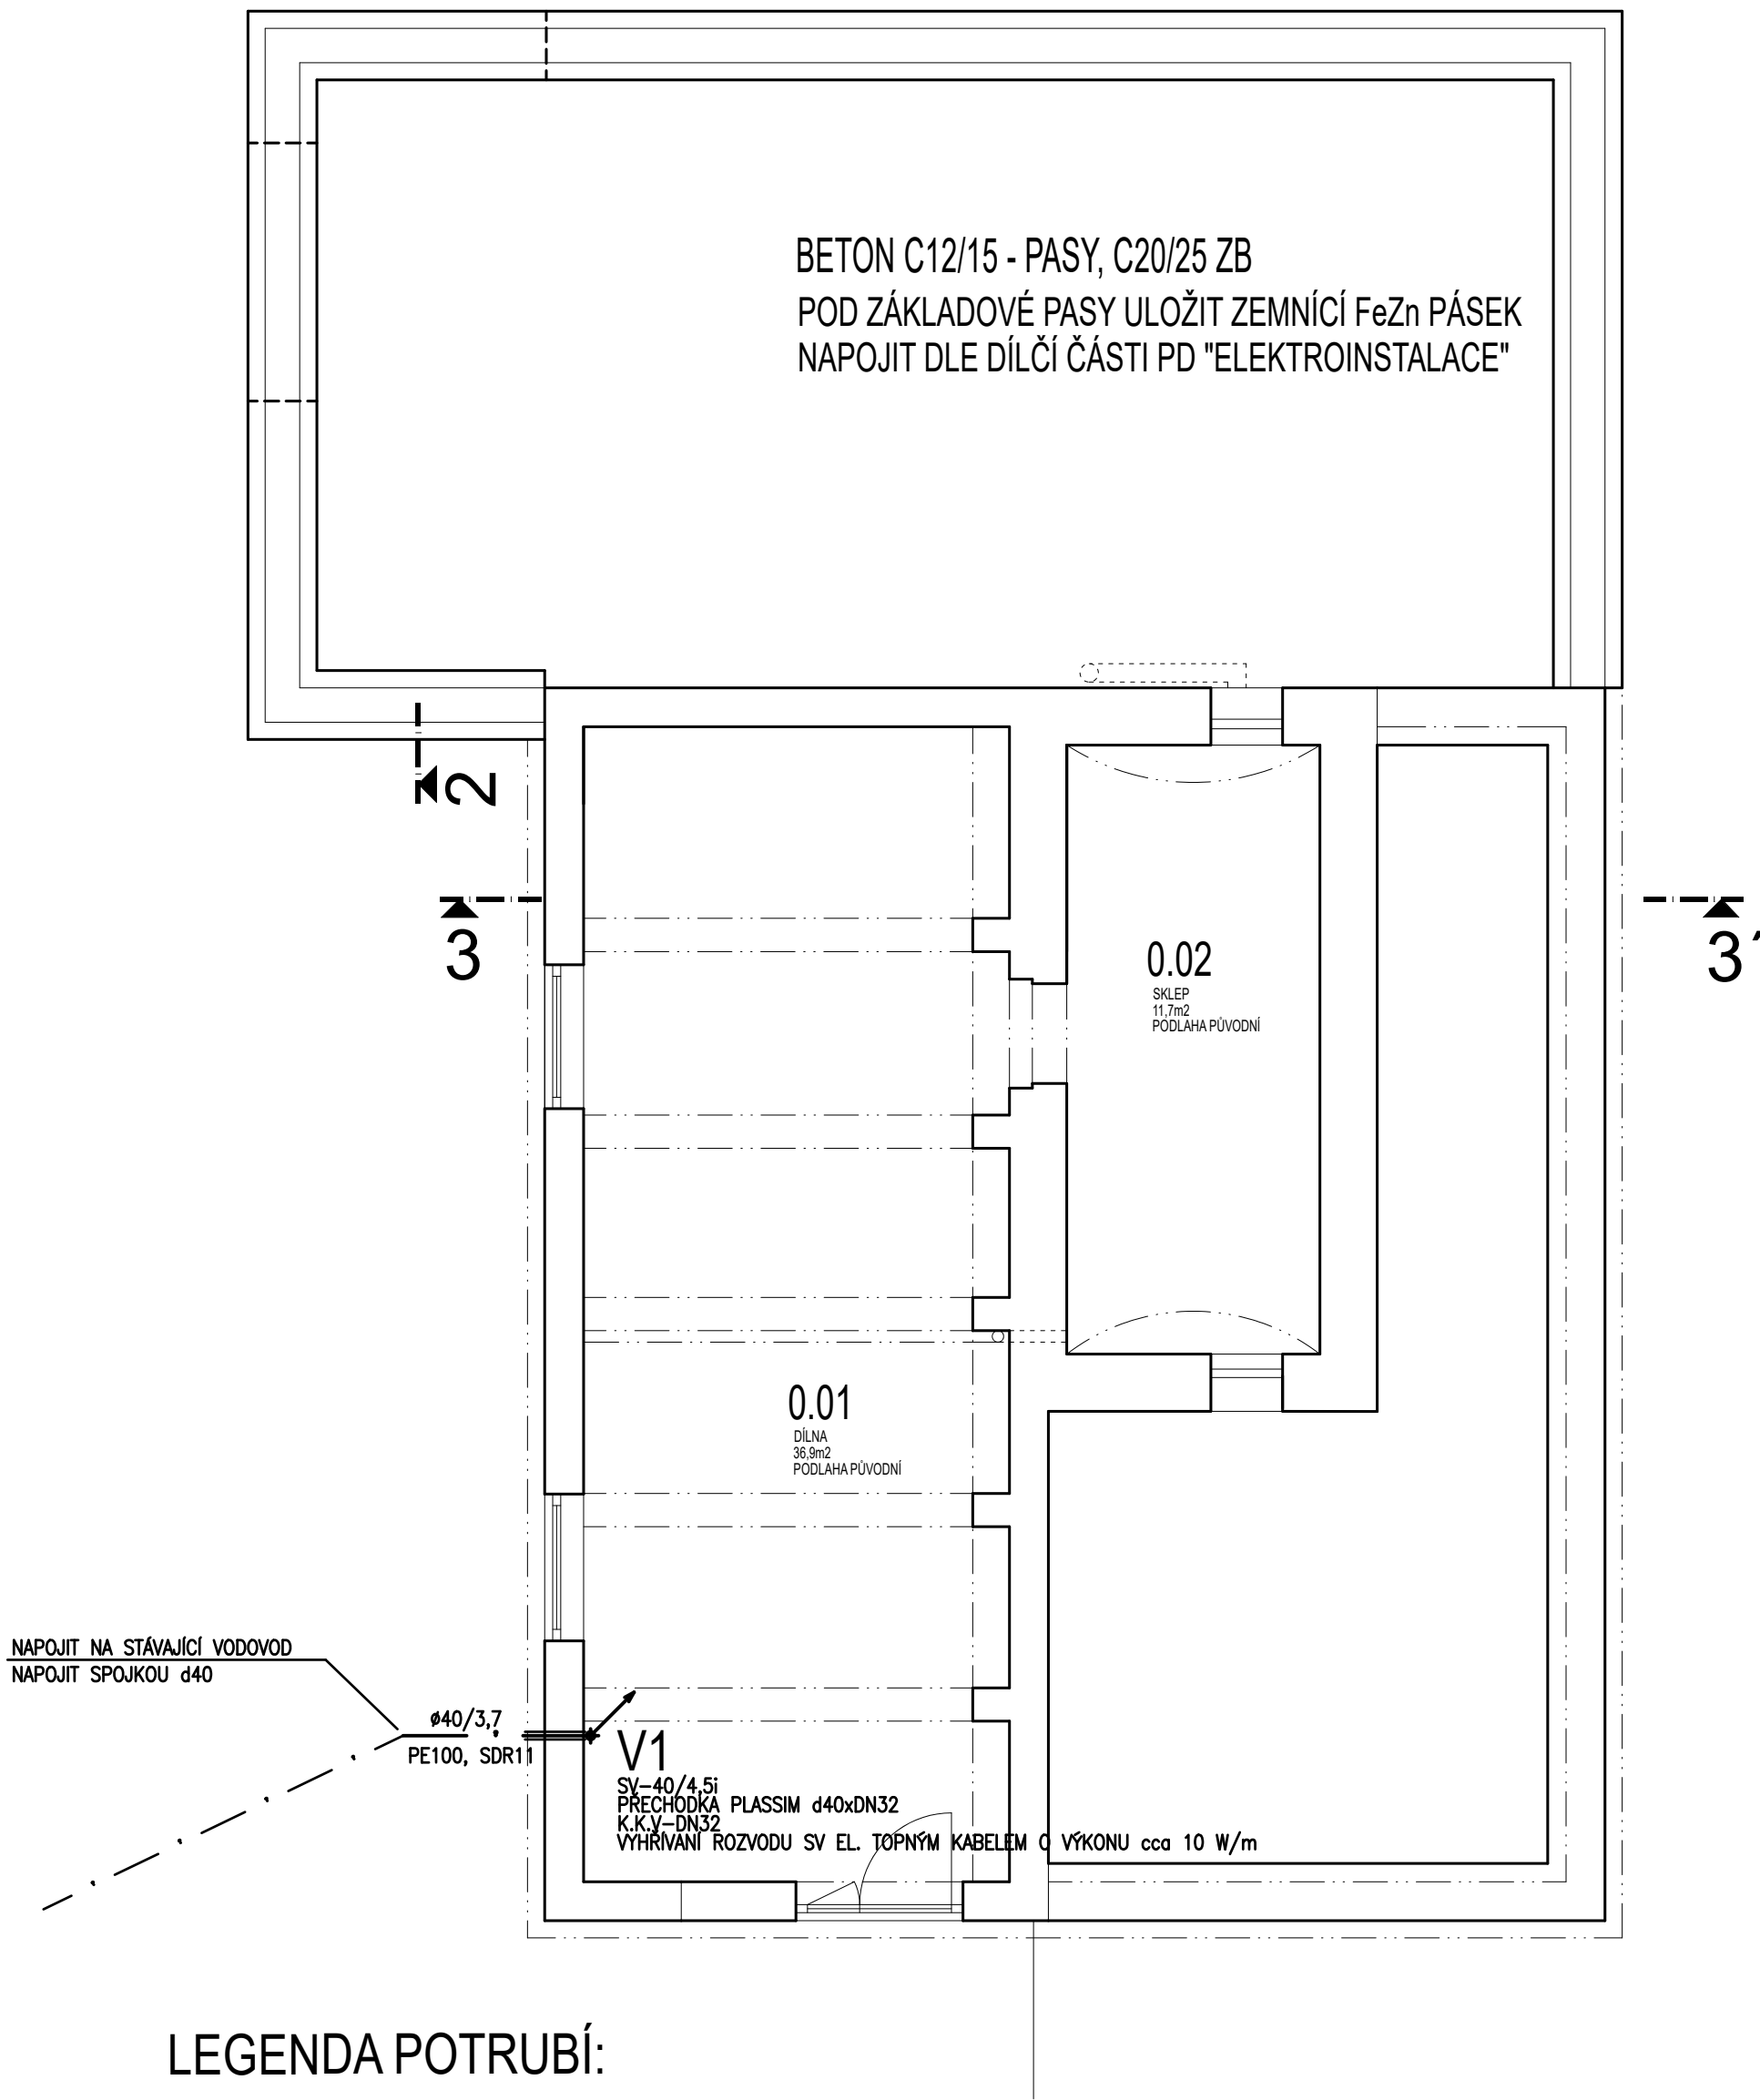 BETON C12/15 - PASY, C20/25 ZB
POD ZÁKLADOVÉ PASY ULOŽIT ZEMNÍCÍ FeZn PÁSEK
NAPOJIT DLE DÍLČÍ ČÁSTI PD "ELEKTROINSTALACE"
2
3
3'
0.02
SKLEP
11,7m2
PODLAHA PŮVODNÍ
0.01
DÍLNA
36,9m2
PODLAHA PŮVODNÍ
NAPOJIT NA STÁVAJÍCÍ VODOVOD
NAPOJIT SPOJKOU d40
ø40/3,7
PE100, SDR11
V1
SV-40/4,5i
PŘECHODKA PLASSIM d40xDN32
K.K.V-DN32
VYHŘÍVANÍ ROZVODU SV EL. TOPNÝM KABELEM O VÝKONU cca 10 W/m
LEGENDA POTRUBÍ: